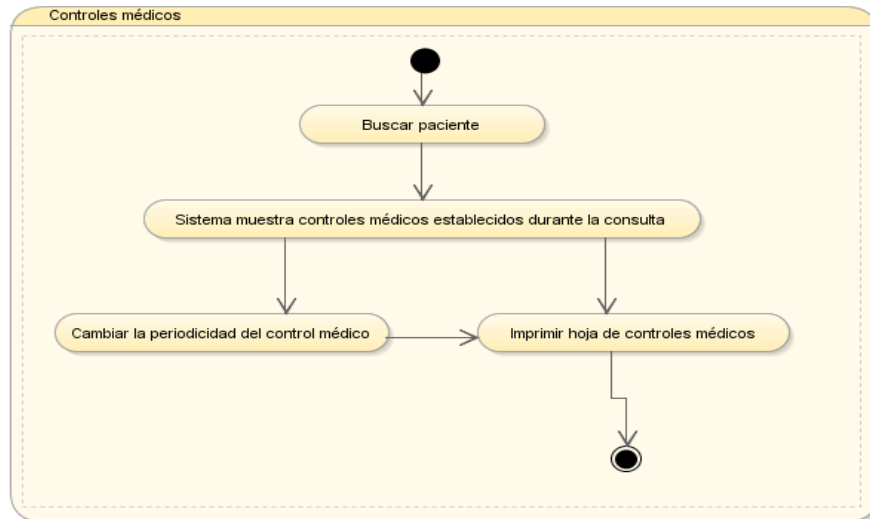 Controles médicos
Buscar paciente
Sistema muestra controles médicos establecidos durante la consulta
Cambiar la periodicidad del control médico
Imprimir hoja de controles médicos